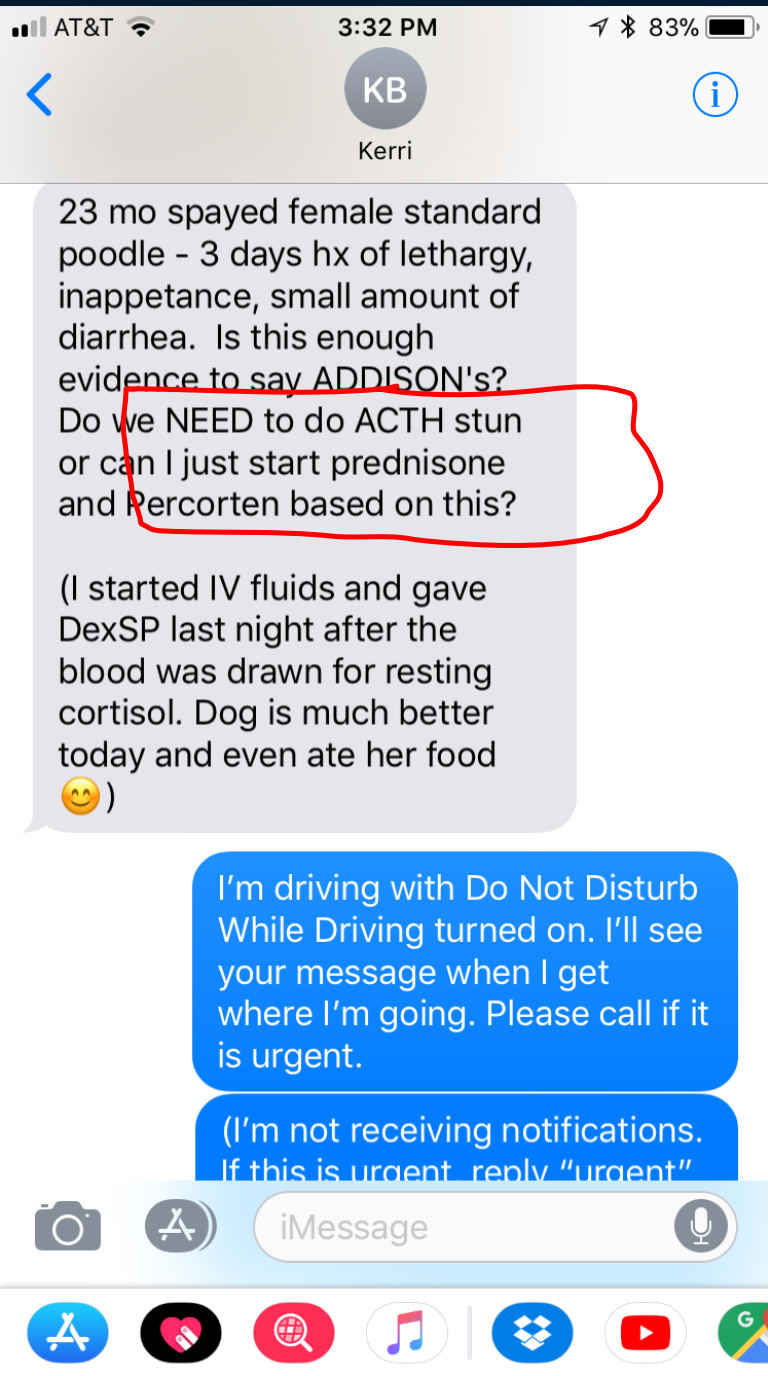 AT&T
3:32 PM
83%
KB
Kerri
i
23 mo spayed female standard
poodle - 3 days hx of lethargy,
inappetance, small amount of
diarrhea.  Is this enough
evidence to say ADDISON's?
Do we NEED to do ACTH stun
or can I just start prednisone
and Percorten based on this?
(I started IV fluids and gave
DexSP last night after the
blood was drawn for resting
cortisol. Dog is much better
today and even ate her food
😊)
I'm driving with Do Not Disturb
While Driving turned on. I'll see
your message when I get
where I'm going. Please call if it
is urgent.
(I'm not receiving notifications.
If this is urgent, reply “urgent”
iMessage
G